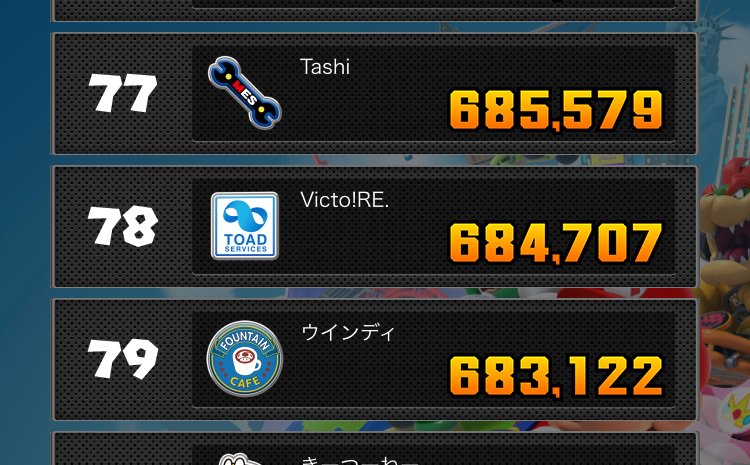 77
Tashi
MES
685,579
78
Victo!RE.
TOAD
SERVICES
684,707
79
ウインディ
FOUNTAIN
CAFE
683,122